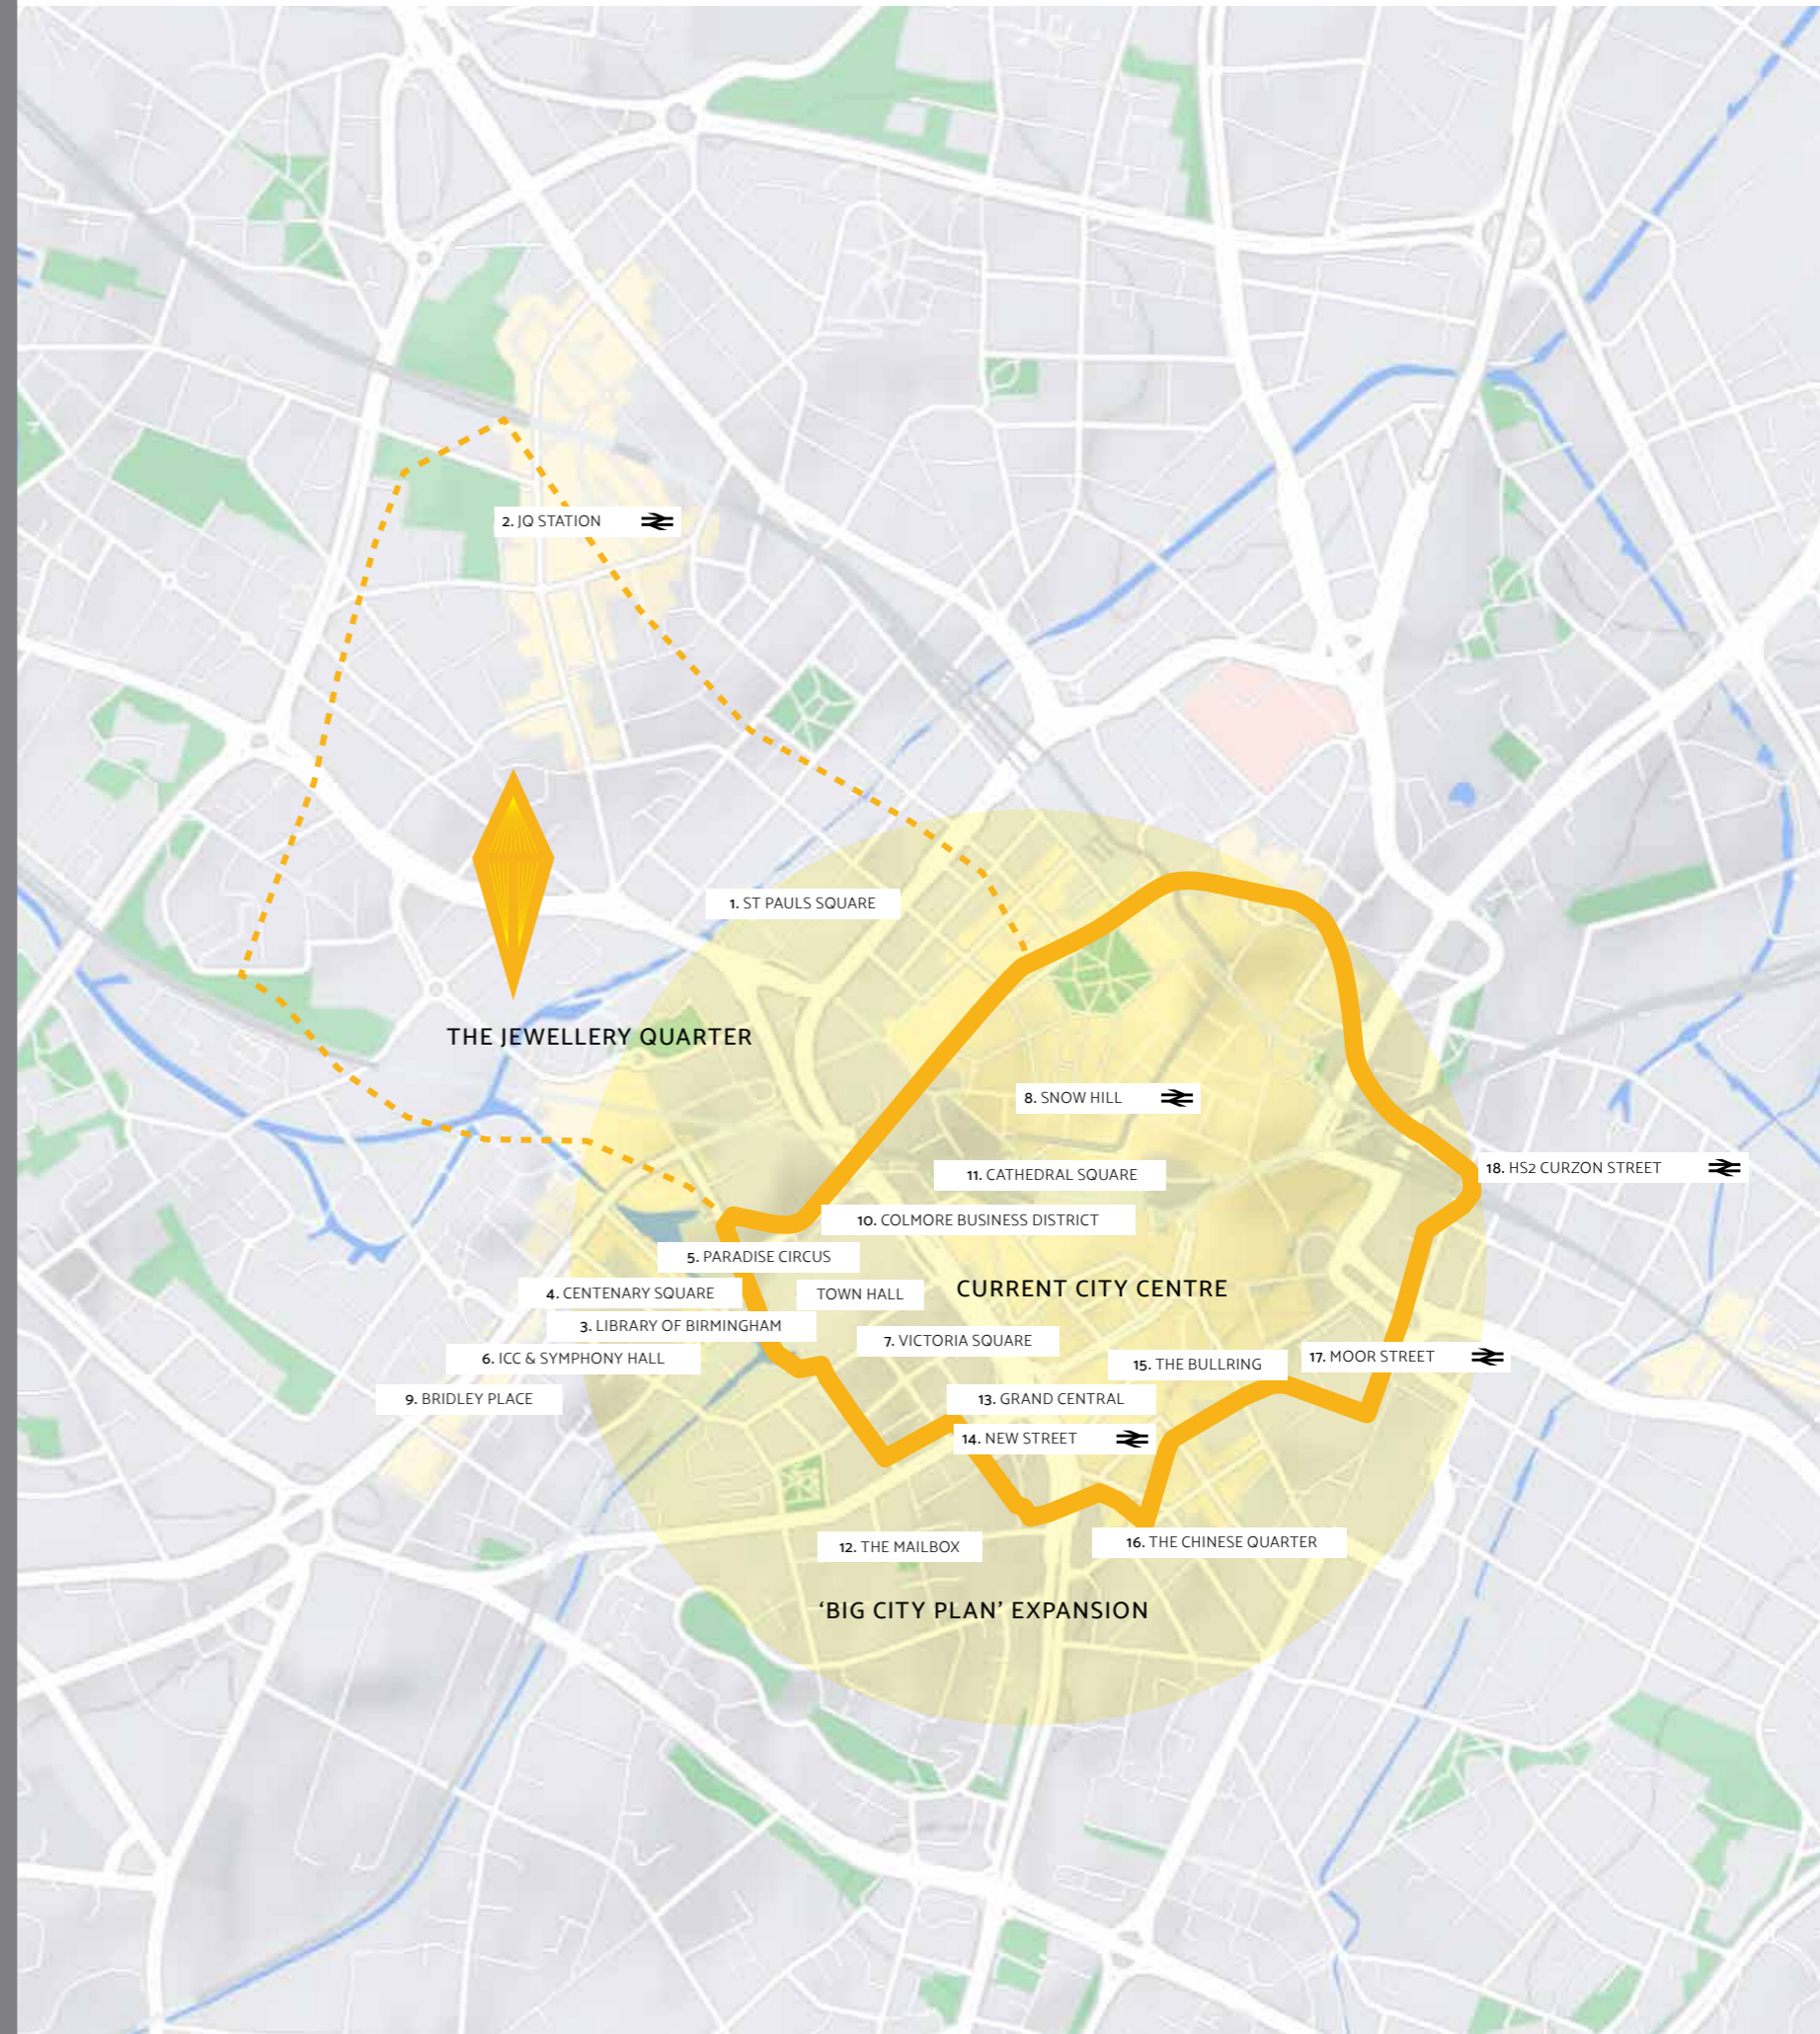 2. JQ STATION
1. ST PAULS SQUARE
THE JEWELLERY QUARTER
8. SNOW HILL
18. HS2 CURZON STREET
11. CATHEDRAL SQUARE
10. COLMORE BUSINESS DISTRICT
5. PARADISE CIRCUS
CURRENT CITY CENTRE
4. CENTENARY SQUARE
TOWN HALL
3. LIBRARY OF BIRMINGHAM
7. VICTORIA SQUARE
6. ICC & SYMPHONY HALL
15. THE BULLRING
17. MOOR STREET
9. BRIDLEY PLACE
13. GRAND CENTRAL
14. NEW STREET
12. THE MAILBOX
16. THE CHINESE QUARTER
‘BIG CITY PLAN’ EXPANSION